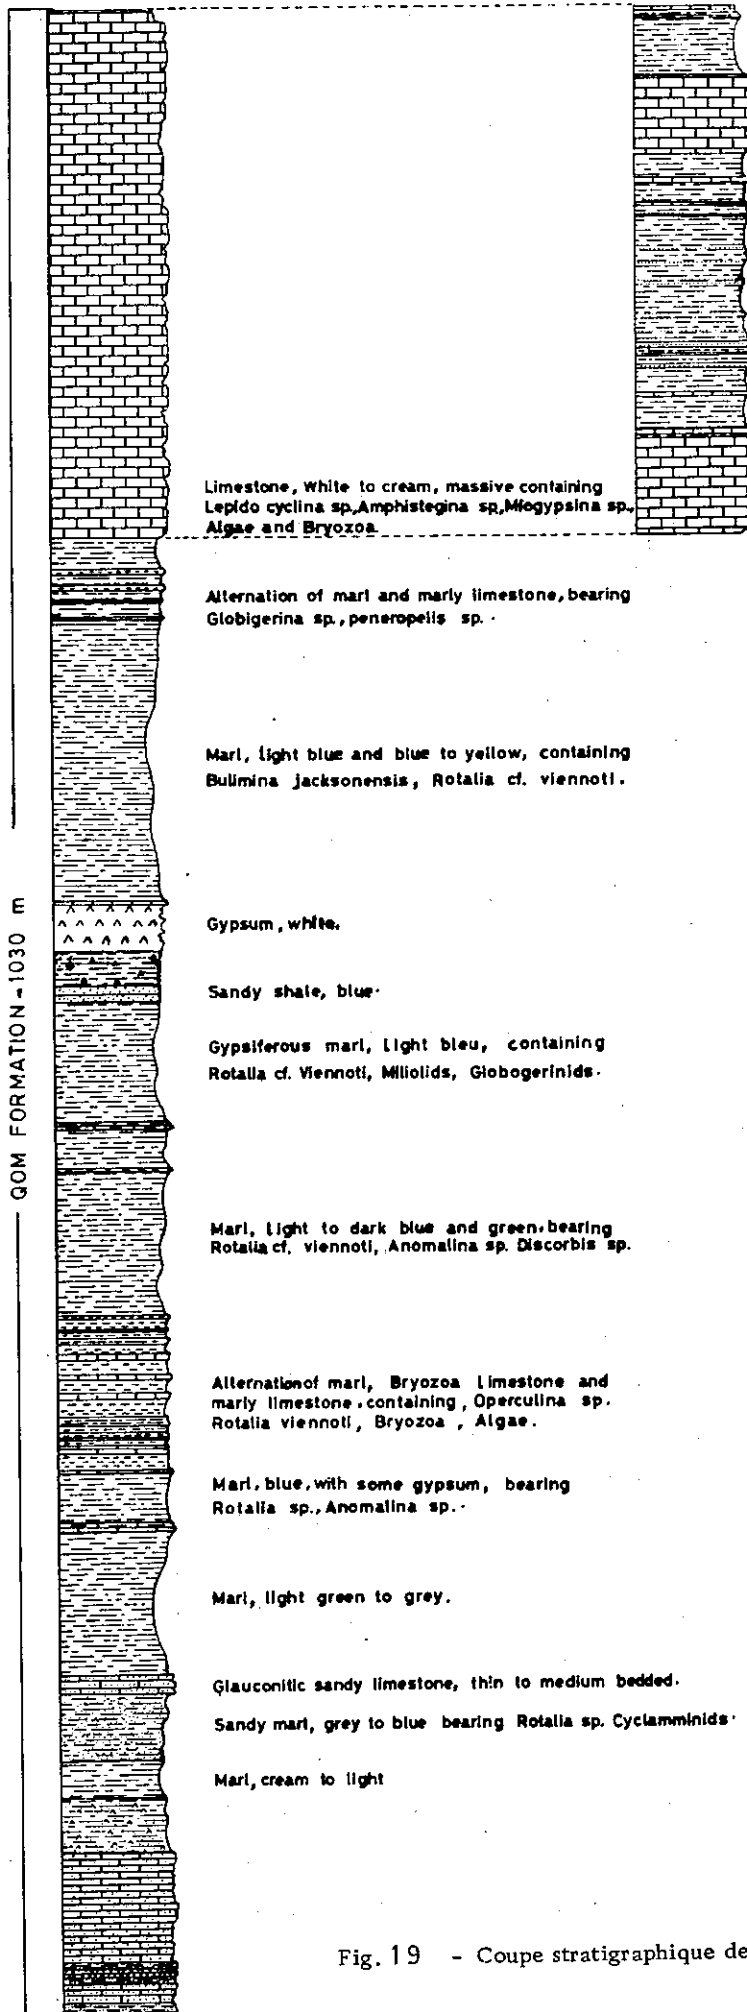 Limestone, White to cream, massive containing
Lepido cyclina sp., Amphistegina sp, Miogypsina sp.,
Algae and Bryozoa
Alternation of marl and marly limestone, bearing
Globigerina sp., peneropelis sp.
Marl, light blue and blue to yellow, containing
Bulimina jacksonensis, Rotalia cf. viennoti.
QOM FORMATION-1030 m
Gypsum, white.
Sandy shale, blue.
Gypsiferous marl, Light bleu, containing
Rotalia cf. Viennoti, Miliolids, Globogerinids.
Marl, Light to dark blue and green, bearing
Rotalia cf. viennoti, Anomalina sp. Discorbis sp.
Alternation of marl, Bryozoa Limestone and
marly limestone, containing, Operculina sp.
Rotalia viennoti, Bryozoa, Algae.
Marl, blue, with some gypsum, bearing
Rotalia sp., Anomalina sp.
Marl, light green to grey.
Glauconitic sandy limestone, thin to medium bedded.
Sandy marl, grey to blue bearing Rotalia sp. Cyclamminids
Marl, cream to light
Fig. 19 - Coupe stratigraphique de